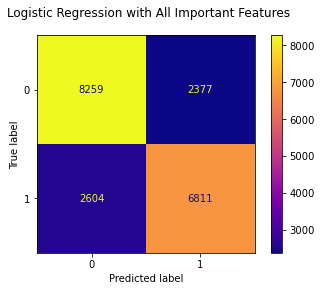 Logistic Regression with All Important Features
0 8259 2377
1 2604 6811
0 1
True label
Predicted label
8000
7000
6000
5000
4000
3000